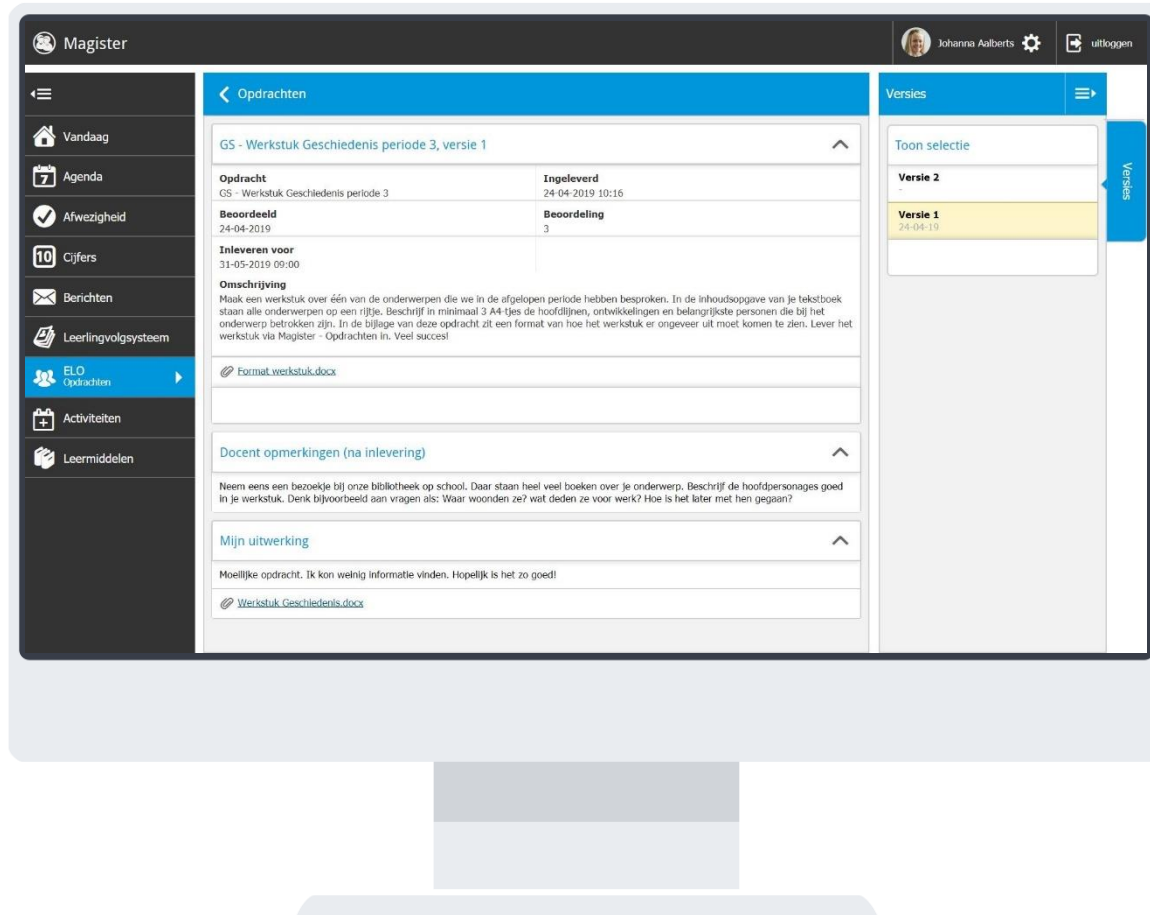 Magister
Johanna Aalberts
uitloggen
Vandaag
7
Agenda
Afwezigheid
10
Cijfers
Berichten
Leerlingvolgsysteem
ELO
Opdrachten
Activiteiten
Leermiddelen
Opdrachten
GS - Werkstuk Geschiedenis periode 3, versie 1
Opdracht
GS - Werkstuk Geschiedenis periode 3
Ingeleverd
24-04-2019 10:16
Beoordeeld
24-04-2019
Beoordeling
3
Inleveren voor
31-05-2019 09:00
Omschrijving
Maak een werkstuk over één van de onderwerpen die we in de afgelopen periode hebben besproken. In de inhoudsopgave van je tekstboek
staan alle onderwerpen op een rijtje. Beschrijf in minimaal 3 A4-tjes de hoofdlijnen, ontwikkelingen en belangrijkste personen die bij het
onderwerp betrokken zijn. In de bijlage van deze opdracht zit een format van hoe het werkstuk er ongeveer uit moet komen te zien. Lever het
werkstuk via Magister - Opdrachten in. Veel succes!
Format werkstuk.docx
Docent opmerkingen (na inlevering)
Neem eens een bezoekje bij onze bibliotheek op school. Daar staan heel veel boeken over je onderwerp. Beschrijf de hoofdpersonages goed
in je werkstuk. Denk bijvoorbeeld aan vragen als: Waar woonden ze? wat deden ze voor werk? Hoe is het later met hen gegaan?
Mijn uitwerking
Moeilijke opdracht. Ik kon weinig informatie vinden. Hopelijk is het zo goed!
Werkstuk Geschiedenis.docx
Versies
Toon selectie
Versie 2
-
Versie 1
24-04-19
Versies